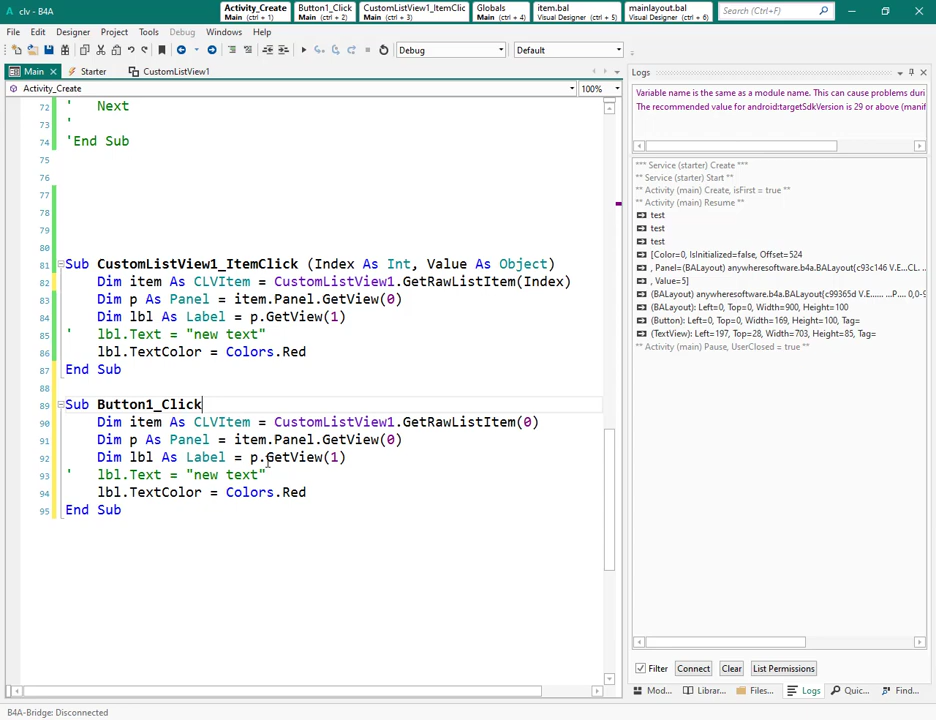 clv - B4A
Activity_Create
Main (ctrl + 1)
Button1_Click
Main (ctrl + 2)
CustomListView1_ItemClic
Main (ctrl + 3)
Globals
Main (ctrl + 4)
item.bal
Visual Designer (ctrl + 5)
mainlayout.bal
Visual Designer (ctrl + 6)
Search (Ctrl+F)
File Edit Designer Project Tools Debug Windows Help
Debug Default
Main Starter CustomListView1
Activity_Create 100%
72 ' Next
73 '
74 'End Sub
75
76
77
78
79
80
81 Sub CustomListView1_ItemClick (Index As Int, Value As Object)
82 Dim item As CLVItem = CustomListView1.GetRawListItem(Index)
83 Dim p As Panel = item.Panel.GetView(0)
84 Dim lbl As Label = p.GetView(1)
85 ' lbl.Text = "new text"
86 lbl.TextColor = Colors.Red
87 End Sub
88
89 Sub Button1_Click
90 Dim item As CLVItem = CustomListView1.GetRawListItem(0)
91 Dim p As Panel = item.Panel.GetView(0)
92 Dim lbl As Label = p.GetView(1)
93 ' lbl.Text = "new text"
94 lbl.TextColor = Colors.Red
95 End Sub
Logs
Variable name is the same as a module name. This can cause problems duri
The recommended value for android:targetSdkVersion is 29 or above (manif
*** Service (starter) Create ***
** Service (starter) Start **
** Activity (main) Create, isFirst = true **
** Activity (main) Resume **
test
test
test
[Color=0, IsInitialized=false, Offset=524
, Panel=(BALayout) anywheresoftware.b4a.BALayout{c93c146 V.E...CL. .
, Value=5]
(BALayout) anywheresoftware.b4a.BALayout{c99365d V.E...... ...P.... 0,0-9
(BALayout): Left=0, Top=0, Width=900, Height=100
(Button): Left=0, Top=0, Width=169, Height=100, Tag=
(TextView): Left=197, Top=28, Width=703, Height=85, Tag=
** Activity (main) Pause, UserClosed = true **
Filter Connect Clear List Permissions
Mod... Librar... Files... Logs Quic... Find...
B4A-Bridge: Disconnected